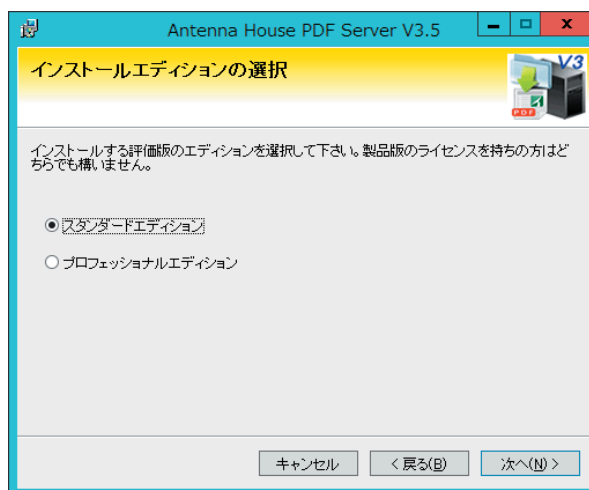 Antenna House PDF Server V3.5
インストールエディションの選択
V3
PDF
インストールする評価版のエディションを選択して下さい。製品版のライセンスを持ちの方はど
ちらでも構いません。
スタンダードエディション
プロフェッショナルエディション
キャンセル
< 戻る(B)
次へ(N) >